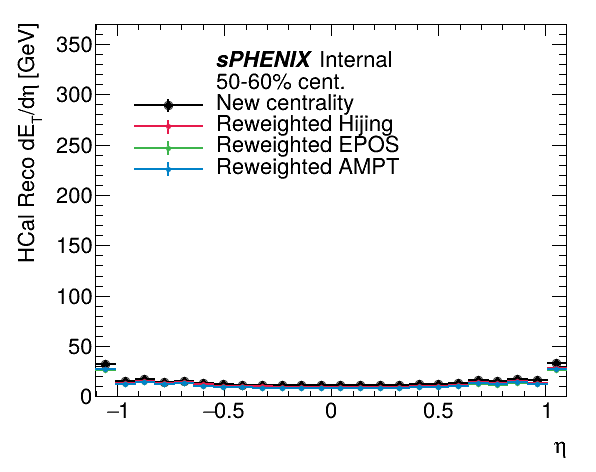 HCal Reco dE_T/dη [GeV]
350
300
250
200
150
100
50
0
sPHENIX Internal
50-60% cent.
New centrality
Reweighted Hijing
Reweighted EPOS
Reweighted AMPT
−1 −0.5 0 0.5 1
η